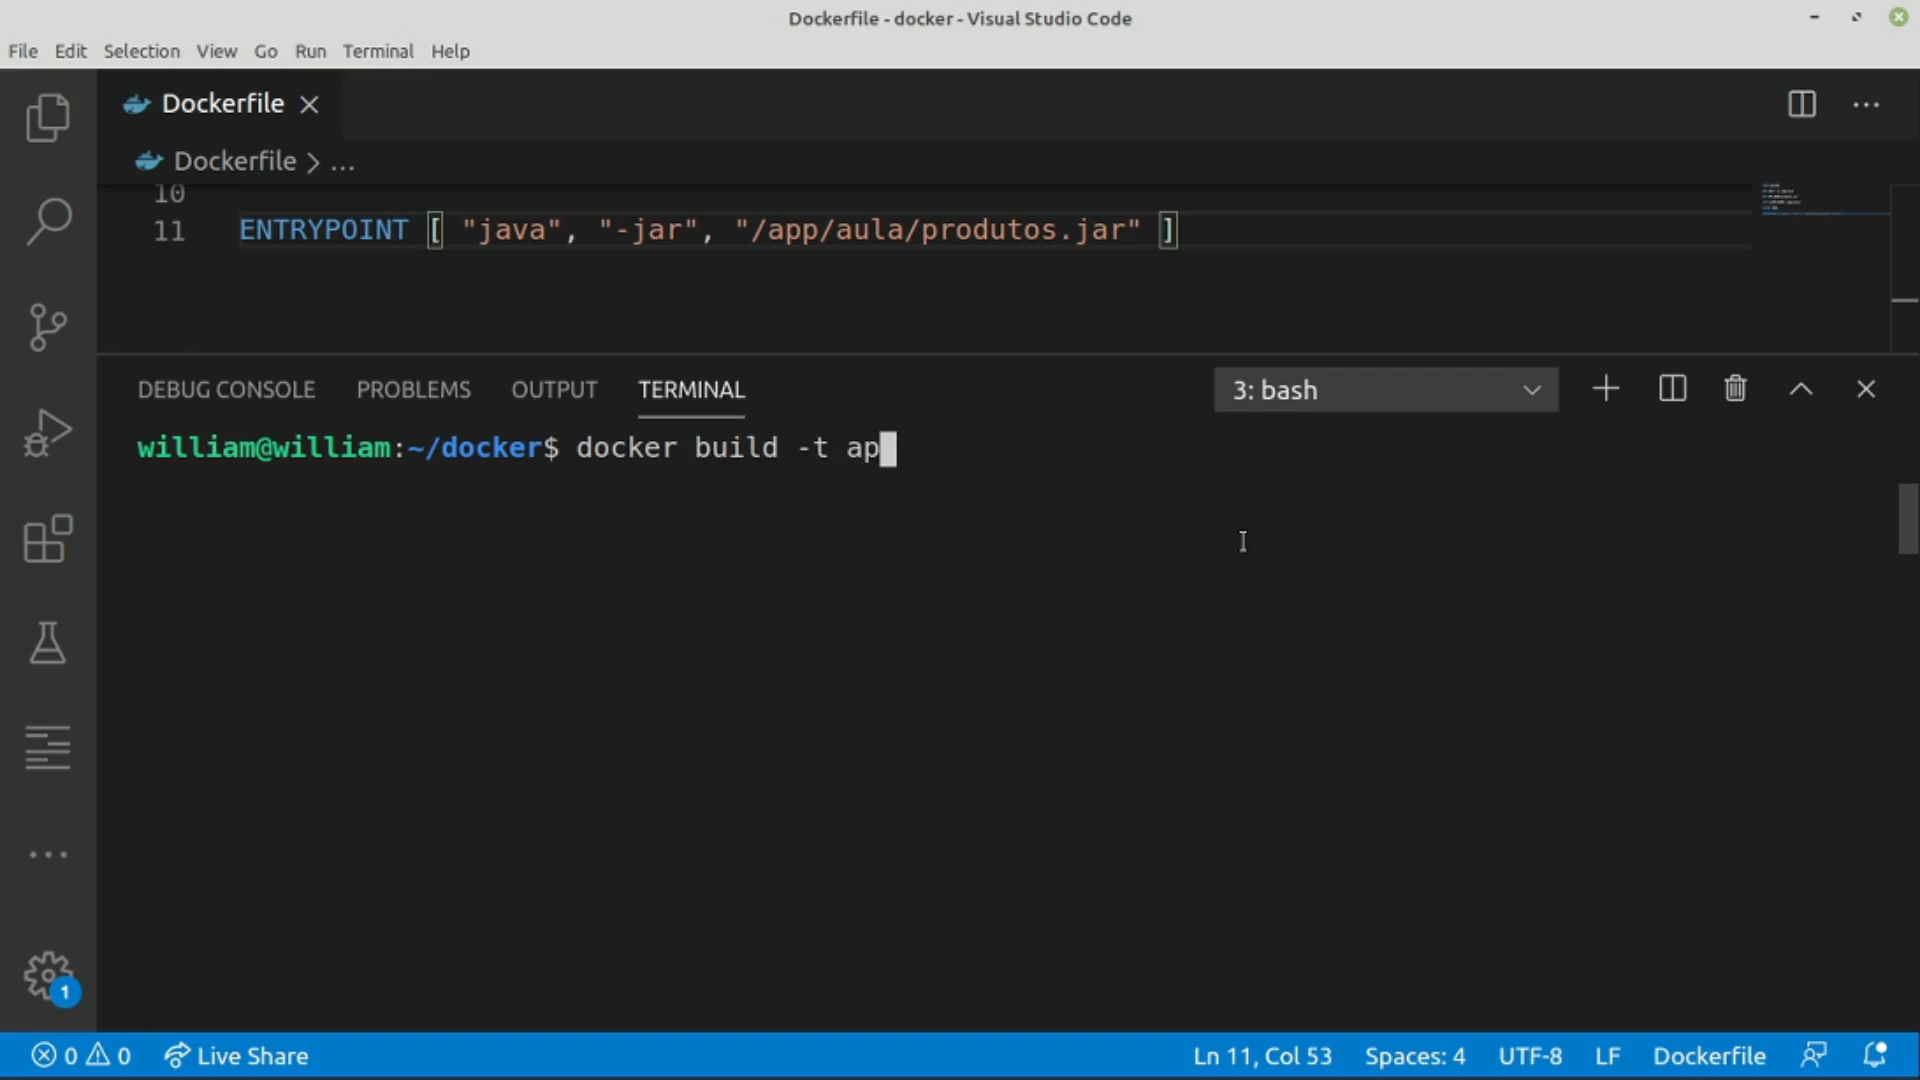 Dockerfile - docker - Visual Studio Code
File Edit Selection View Go Run Terminal Help
Dockerfile
Dockerfile > ...
10
11 ENTRYPOINT [ "java", "-jar", "/app/aula/produtos.jar" ]
DEBUG CONSOLE PROBLEMS OUTPUT TERMINAL 3: bash
william@william:~/docker$ docker build -t ap
1
0 0 Live Share Ln 11, Col 53 Spaces: 4 UTF-8 LF Dockerfile